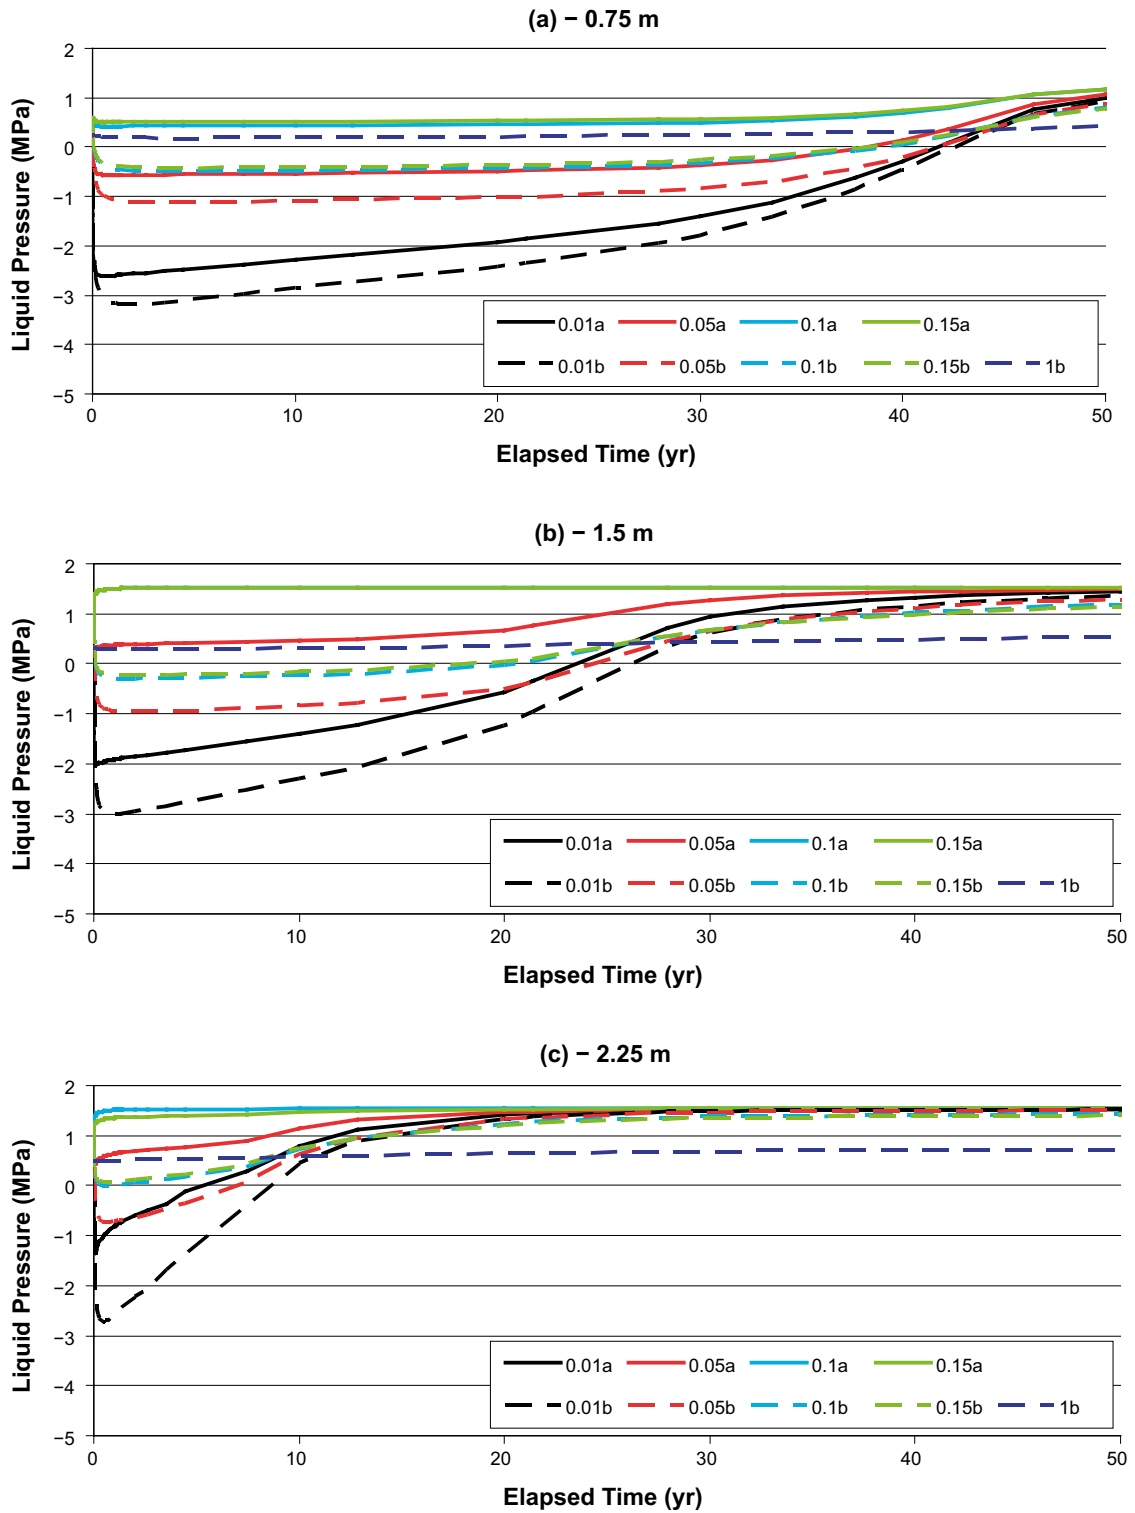 (a) − 0.75 m
Liquid Pressure (MPa)
2
1
0
−1
−2
−3
−4
−5
0.01a 0.05a 0.1a 0.15a
0.01b 0.05b 0.1b 0.15b 1b
0 10 20 30 40 50
Elapsed Time (yr)
(b) − 1.5 m
Liquid Pressure (MPa)
2
1
0
−1
−2
−3
−4
−5
0.01a 0.05a 0.1a 0.15a
0.01b 0.05b 0.1b 0.15b 1b
0 10 20 30 40 50
Elapsed Time (yr)
(c) − 2.25 m
Liquid Pressure (MPa)
2
1
0
−1
−2
−3
−4
−5
0.01a 0.05a 0.1a 0.15a
0.01b 0.05b 0.1b 0.15b 1b
0 10 20 30 40 50
Elapsed Time (yr)